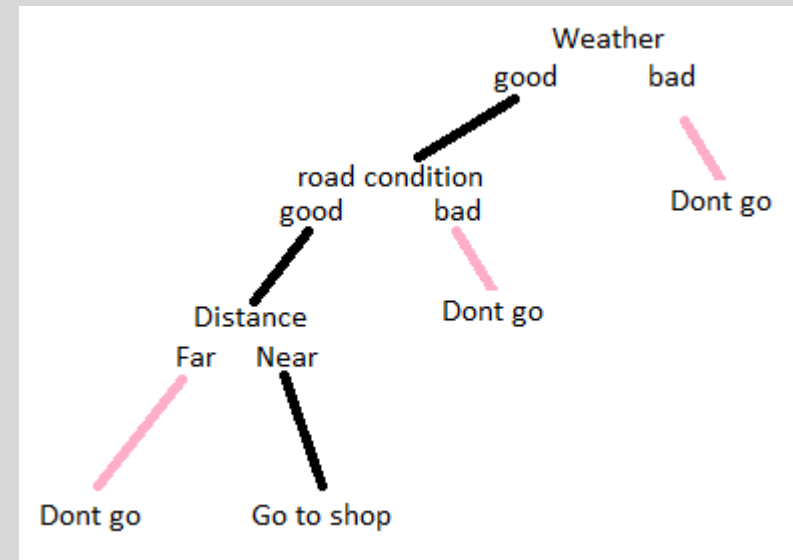 Weather
good bad
road condition
good bad
Dont go
Distance
Dont go
Far Near
Dont go Go to shop